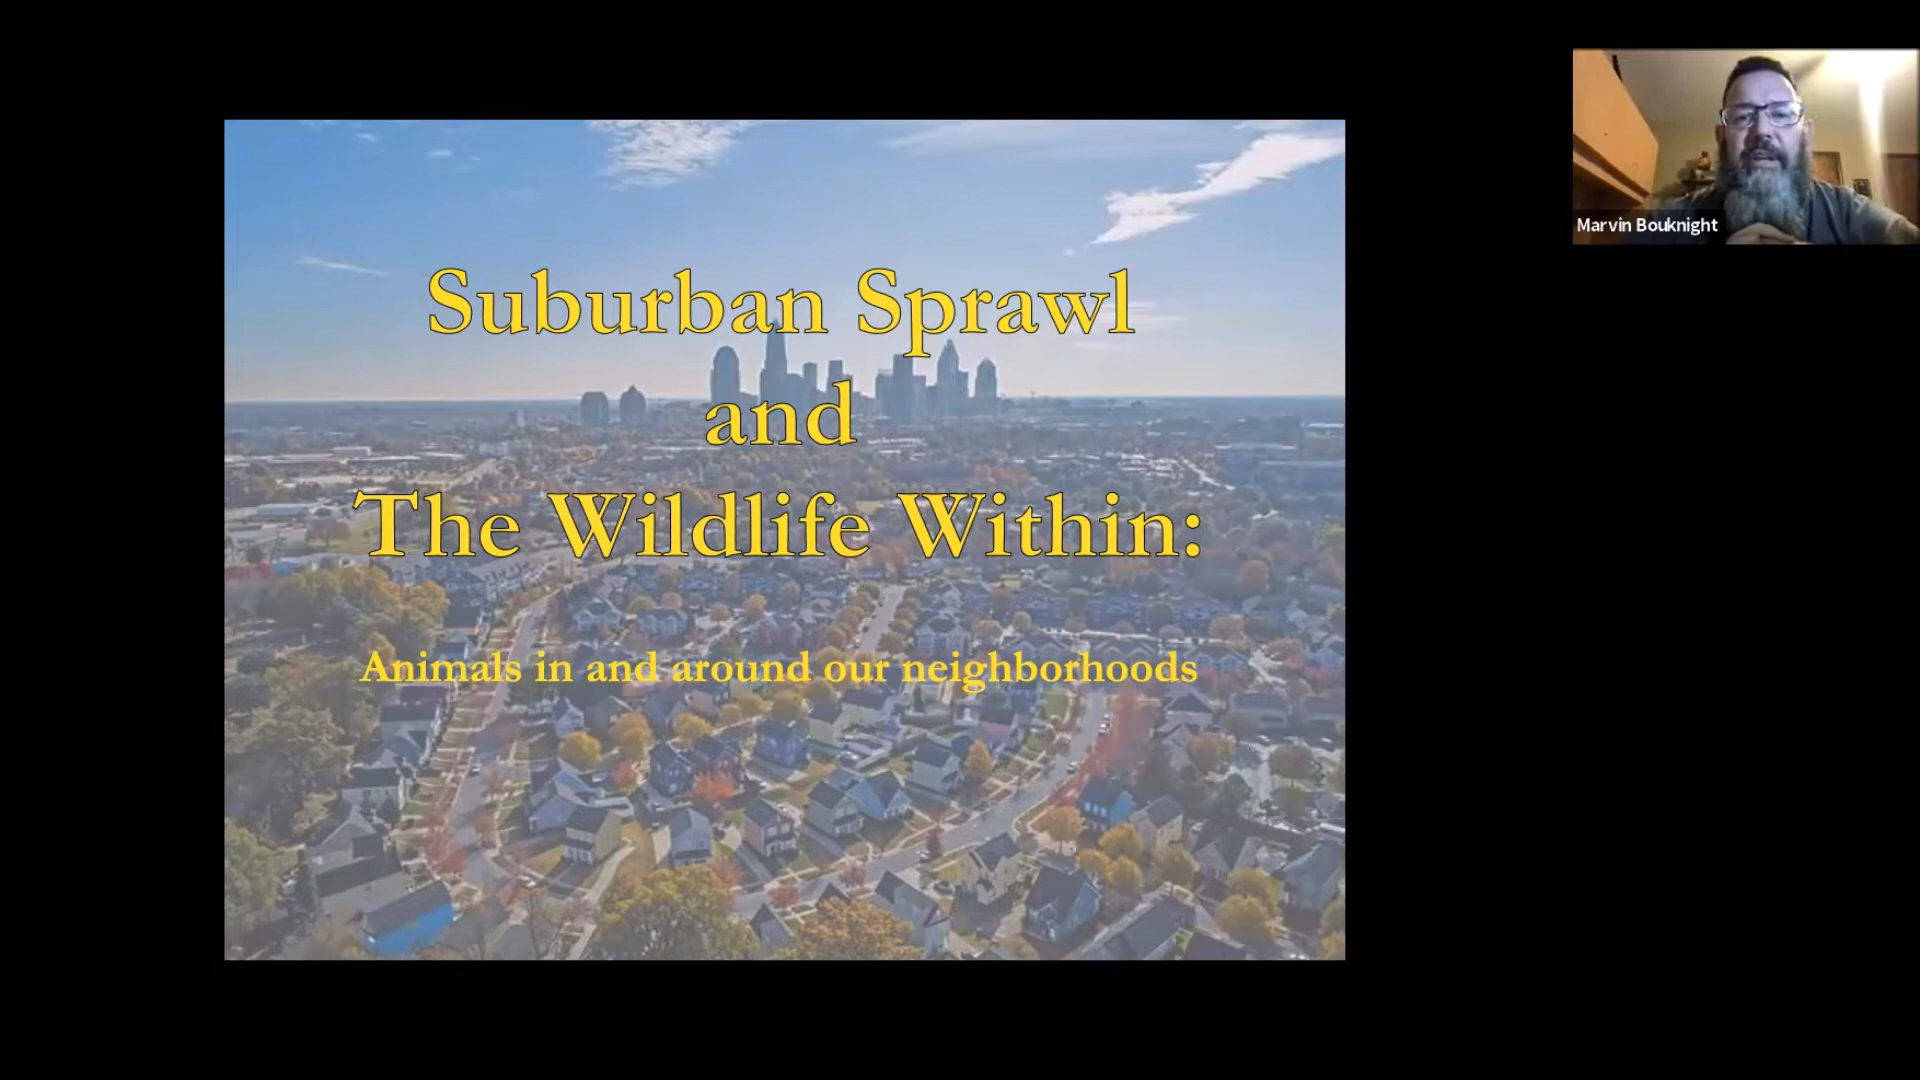 Suburban Sprawl
and
The Wildlife Within:
Animals in and around our neighborhoods
Marvin Bouknight